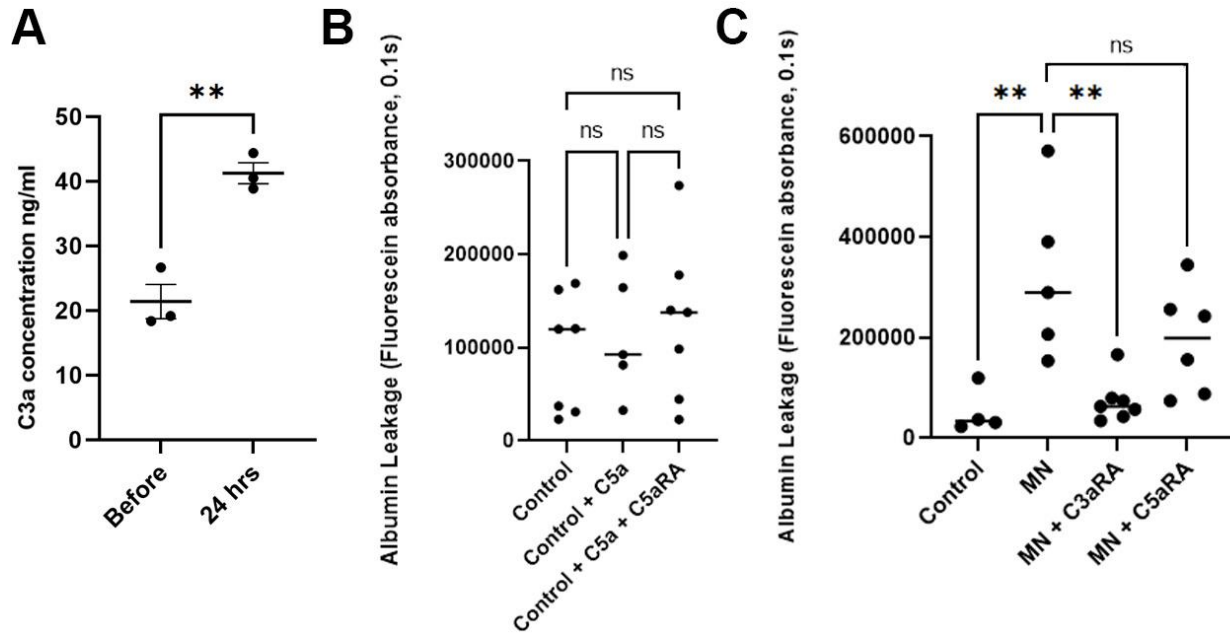 A
C3a concentration ng/ml
50
40
30
20
10
0
**
Before
24 hrs
B
Albumin Leakage (Fluorescein absorbance, 0.1s)
300000
200000
100000
0
ns
ns
ns
Control
Control + C5a
Control + C5a + C5aRA
C
Albumin Leakage (Fluorescein absorbance, 0.1s)
600000
400000
200000
0
ns
**
**
Control
MN
MN + C3aRA
MN + C5aRA